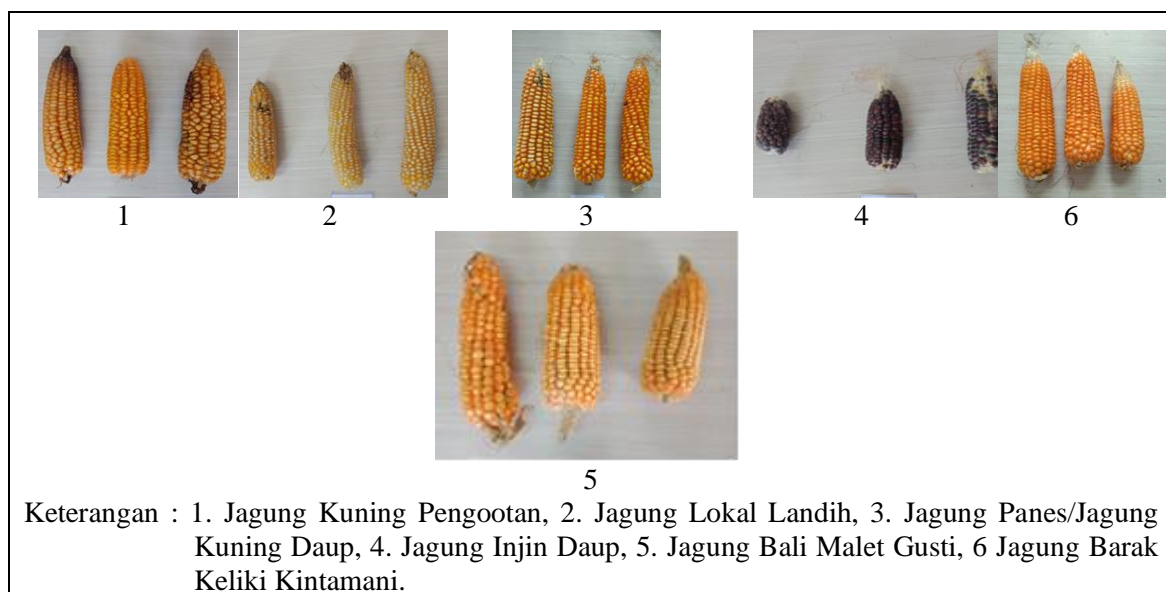 1
2
3
4
6
5
Keterangan : 1. Jagung Kuning Pengootan, 2. Jagung Lokal Landih, 3. Jagung Panes/Jagung
Kuning Daup, 4. Jagung Injin Daup, 5. Jagung Bali Malet Gusti, 6 Jagung Barak
Keliki Kintamani.